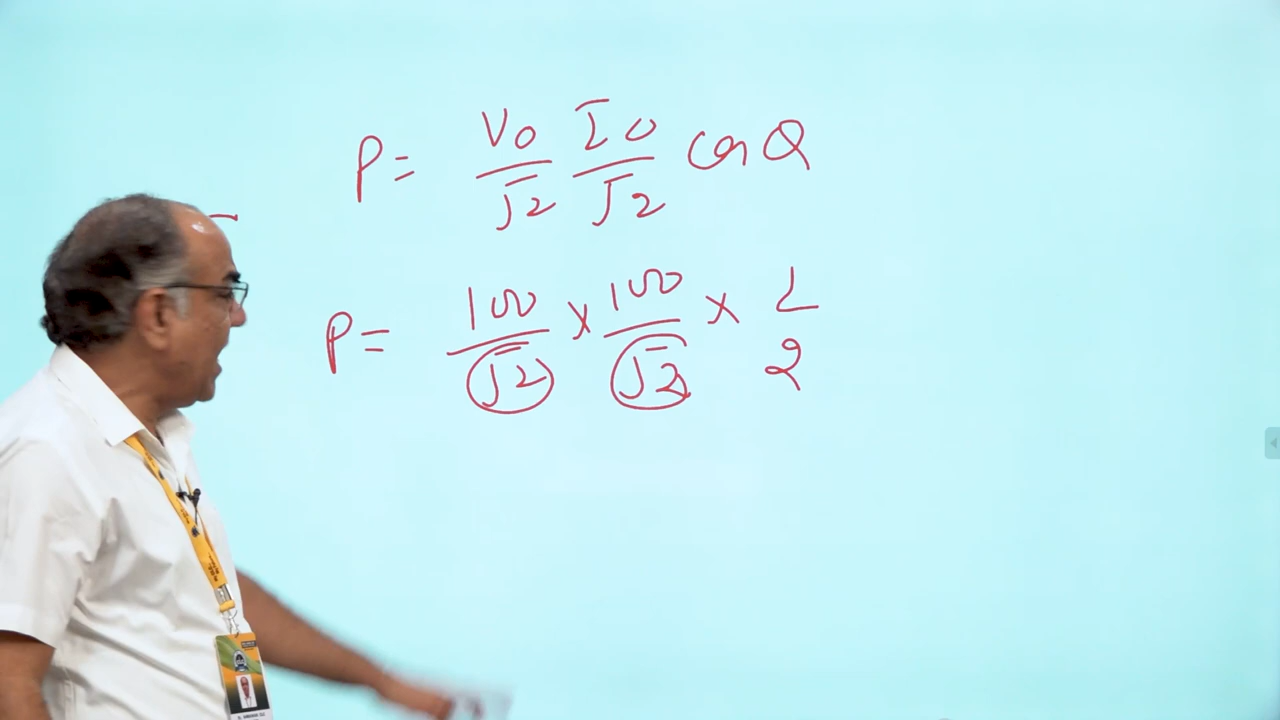 P = V0/√2 I0/√2 cos Q
P = 100/√2 × 100/√2 × 1/2